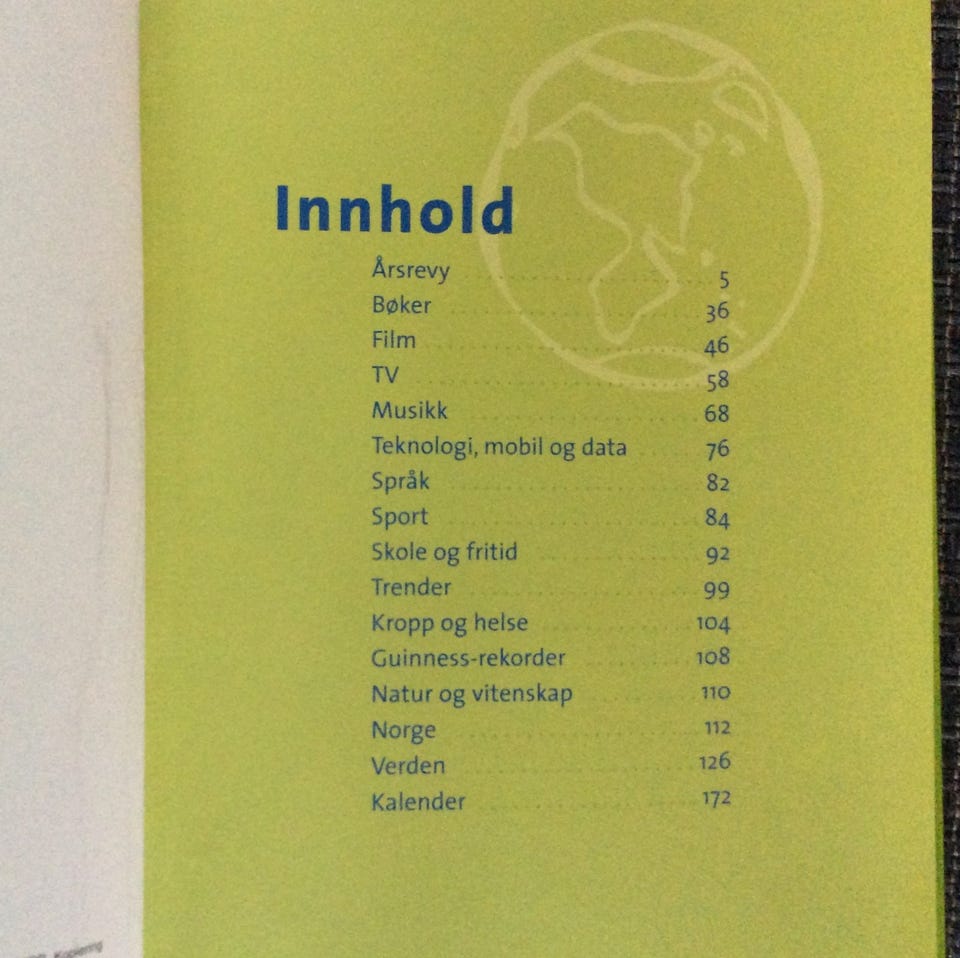 Innhold
Årsrevy 5
Bøker 36
Film 46
TV 58
Musikk 68
Teknologi, mobil og data 76
Språk 82
Sport 84
Skole og fritid 92
Trender 99
Kropp og helse 104
Guinness-rekorder 108
Natur og vitenskap 110
Norge 112
Verden 126
Kalender 172
Kopiering